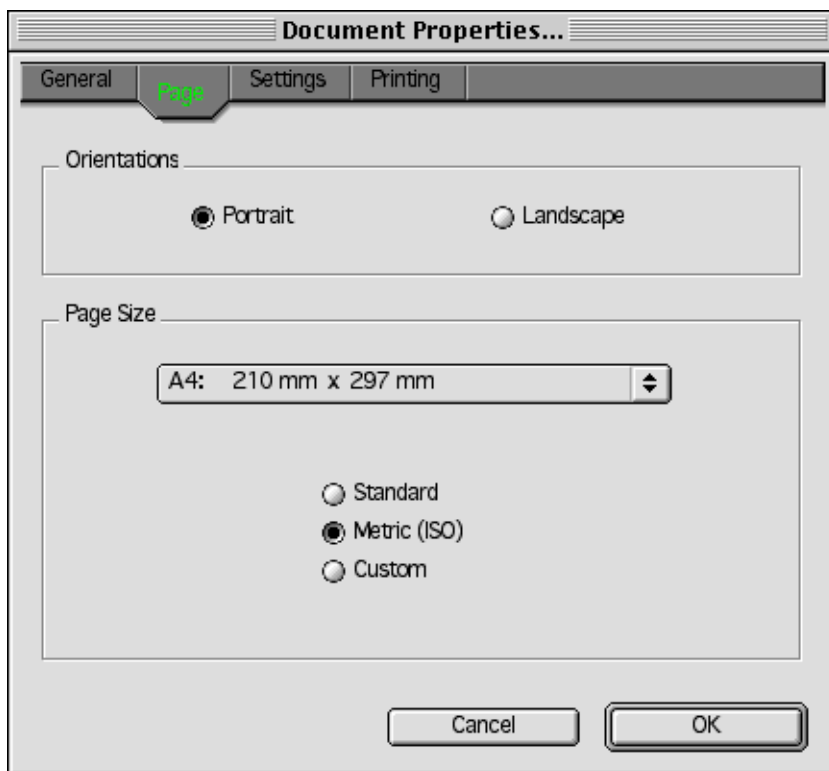 Document Properties...
General Page Settings Printing
Orientations
Portrait Landscape
Page Size
A4: 210 mm x 297 mm
Standard
Metric (ISO)
Custom
Cancel OK